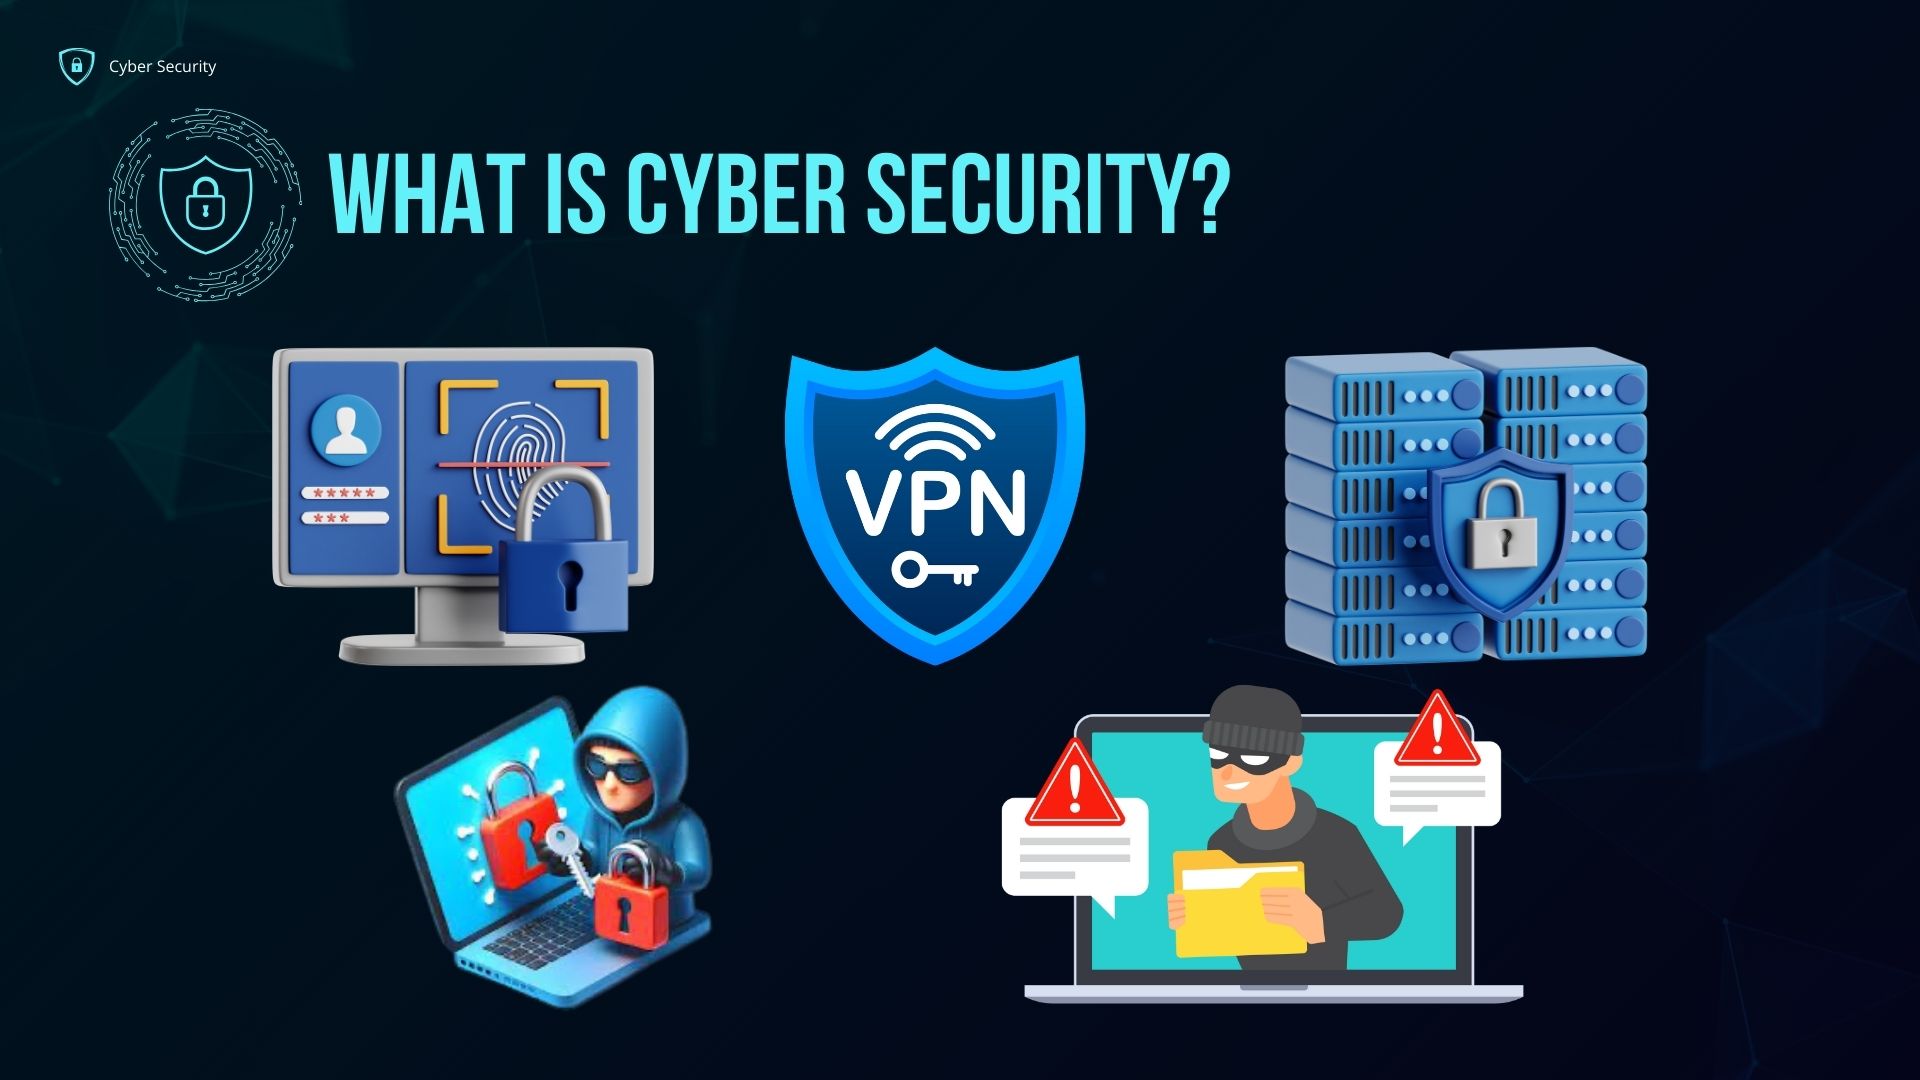 Cyber Security
WHAT IS CYBER SECURITY?
*****
***
VPN